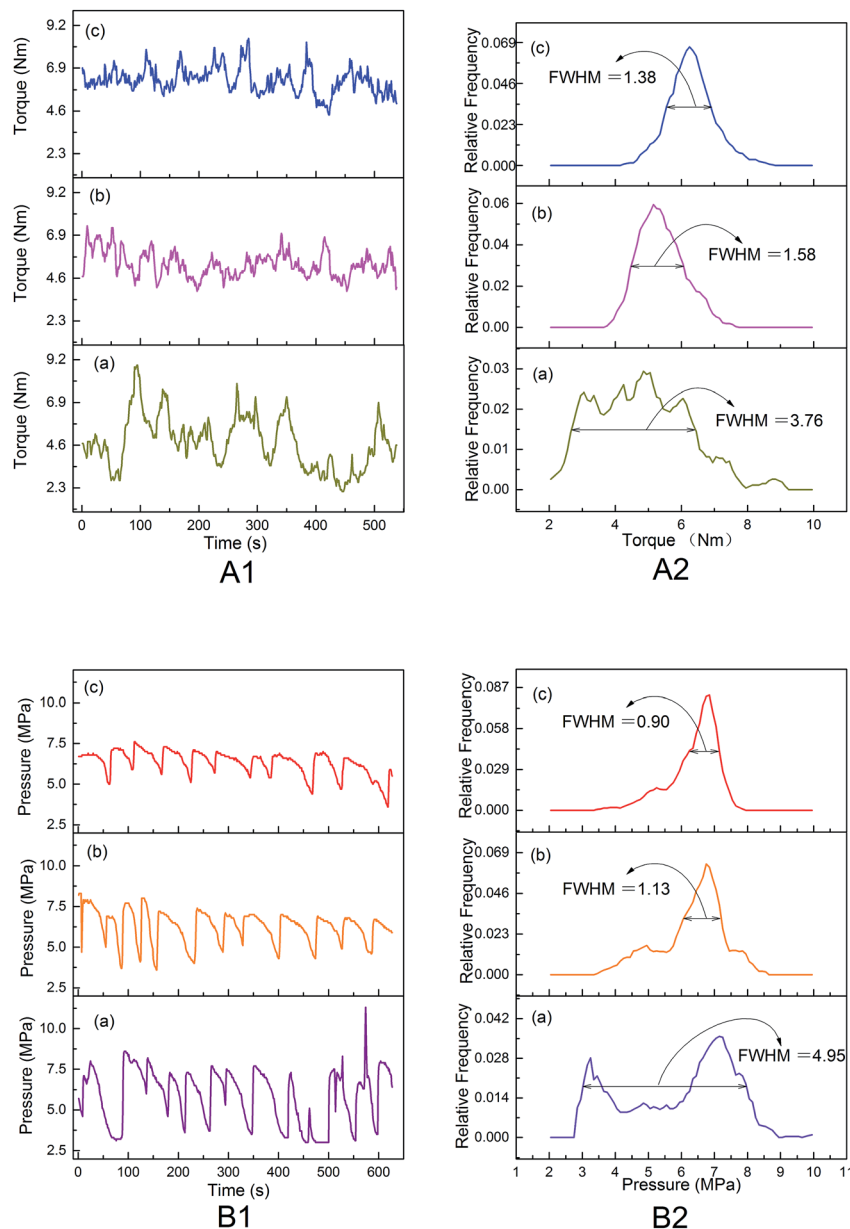 (c)
Torque (Nm)
9.2
6.9
4.6
2.3
(b)
Torque (Nm)
9.2
6.9
4.6
2.3
(a)
Torque (Nm)
9.2
6.9
4.6
2.3
0 100 200 300 400 500
Time (s)
A1
(c)
Relative Frequency
0.069
0.046
0.023
0.000
FWHM＝1.38
(b)
Relative Frequency
0.06
0.04
0.02
0.00
FWHM＝1.58
(a)
Relative Frequency
0.03
0.02
0.01
0.00
FWHM＝3.76
2 4 6 8 10
Torque （Nm）
A2
(c)
Pressure (MPa)
10.0
7.5
5.0
2.5
(b)
Pressure (MPa)
10.0
7.5
5.0
2.5
(a)
Pressure (MPa)
10.0
7.5
5.0
2.5
0 100 200 300 400 500 600
Time (s)
B1
(c)
Relative Frequency
0.087
0.058
0.029
0.000
FWHM＝0.90
(b)
Relative Frequency
0.069
0.046
0.023
0.000
FWHM＝1.13
(a)
Relative Frequency
0.042
0.028
0.014
0.000
FWHM＝4.95
1 2 3 4 5 6 7 8 9 10 11
Pressure (MPa)
B2